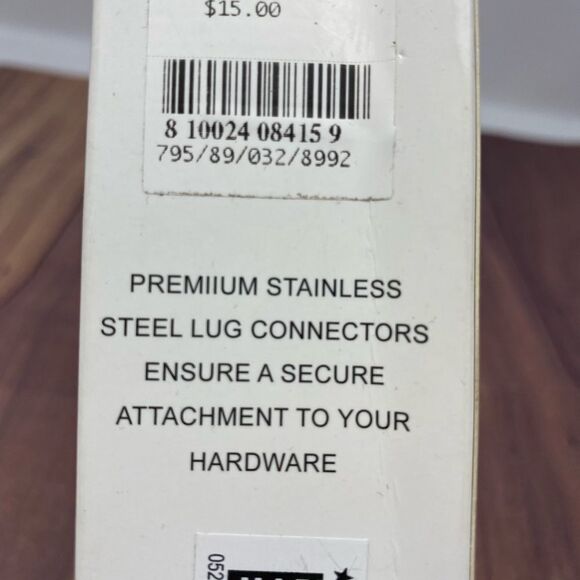 $15.00
8 10024 08415 9
795/89/032/8992
PREMIIUM STAINLESS
STEEL LUG CONNECTORS
ENSURE A SECURE
ATTACHMENT TO YOUR
HARDWARE
052